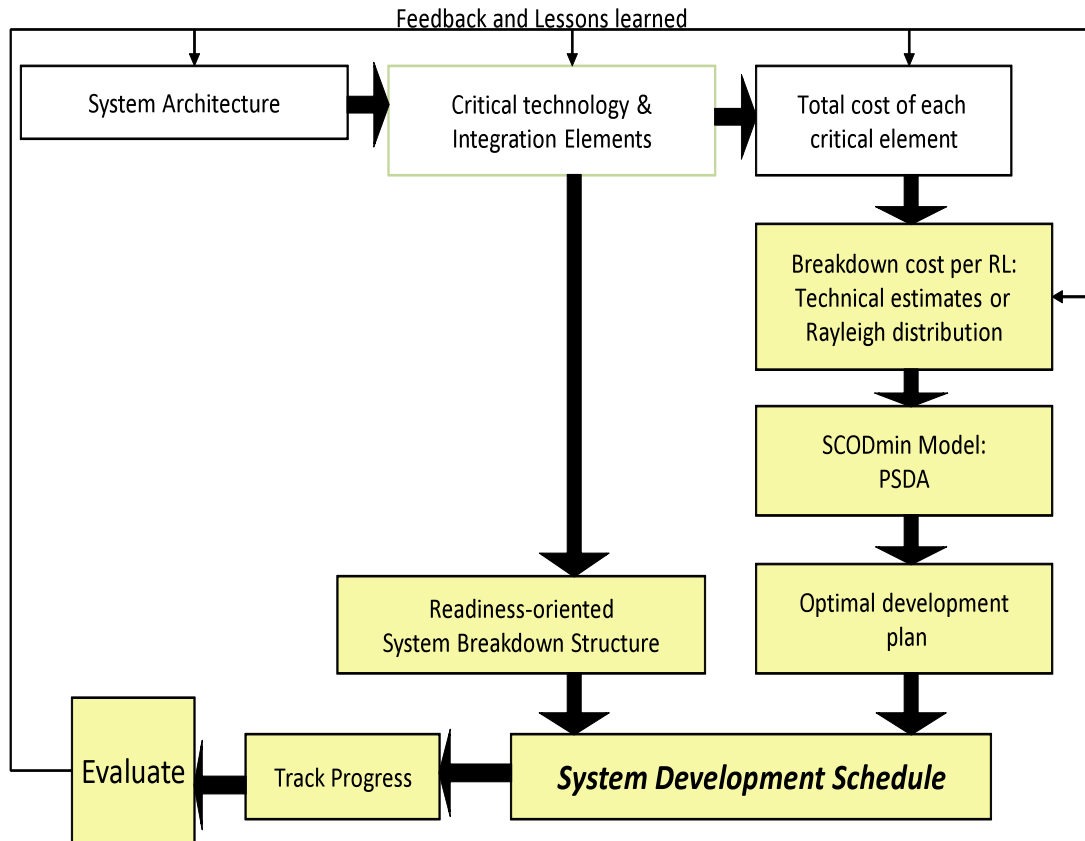 Feedback and Lessons learned
System Architecture
Critical technology &
Integration Elements
Total cost of each
critical element
Breakdown cost per RL:
Technical estimates or
Rayleigh distribution
SCODmin Model:
PSDA
Readiness-oriented
System Breakdown Structure
Optimal development
plan
Evaluate
Track Progress
System Development Schedule